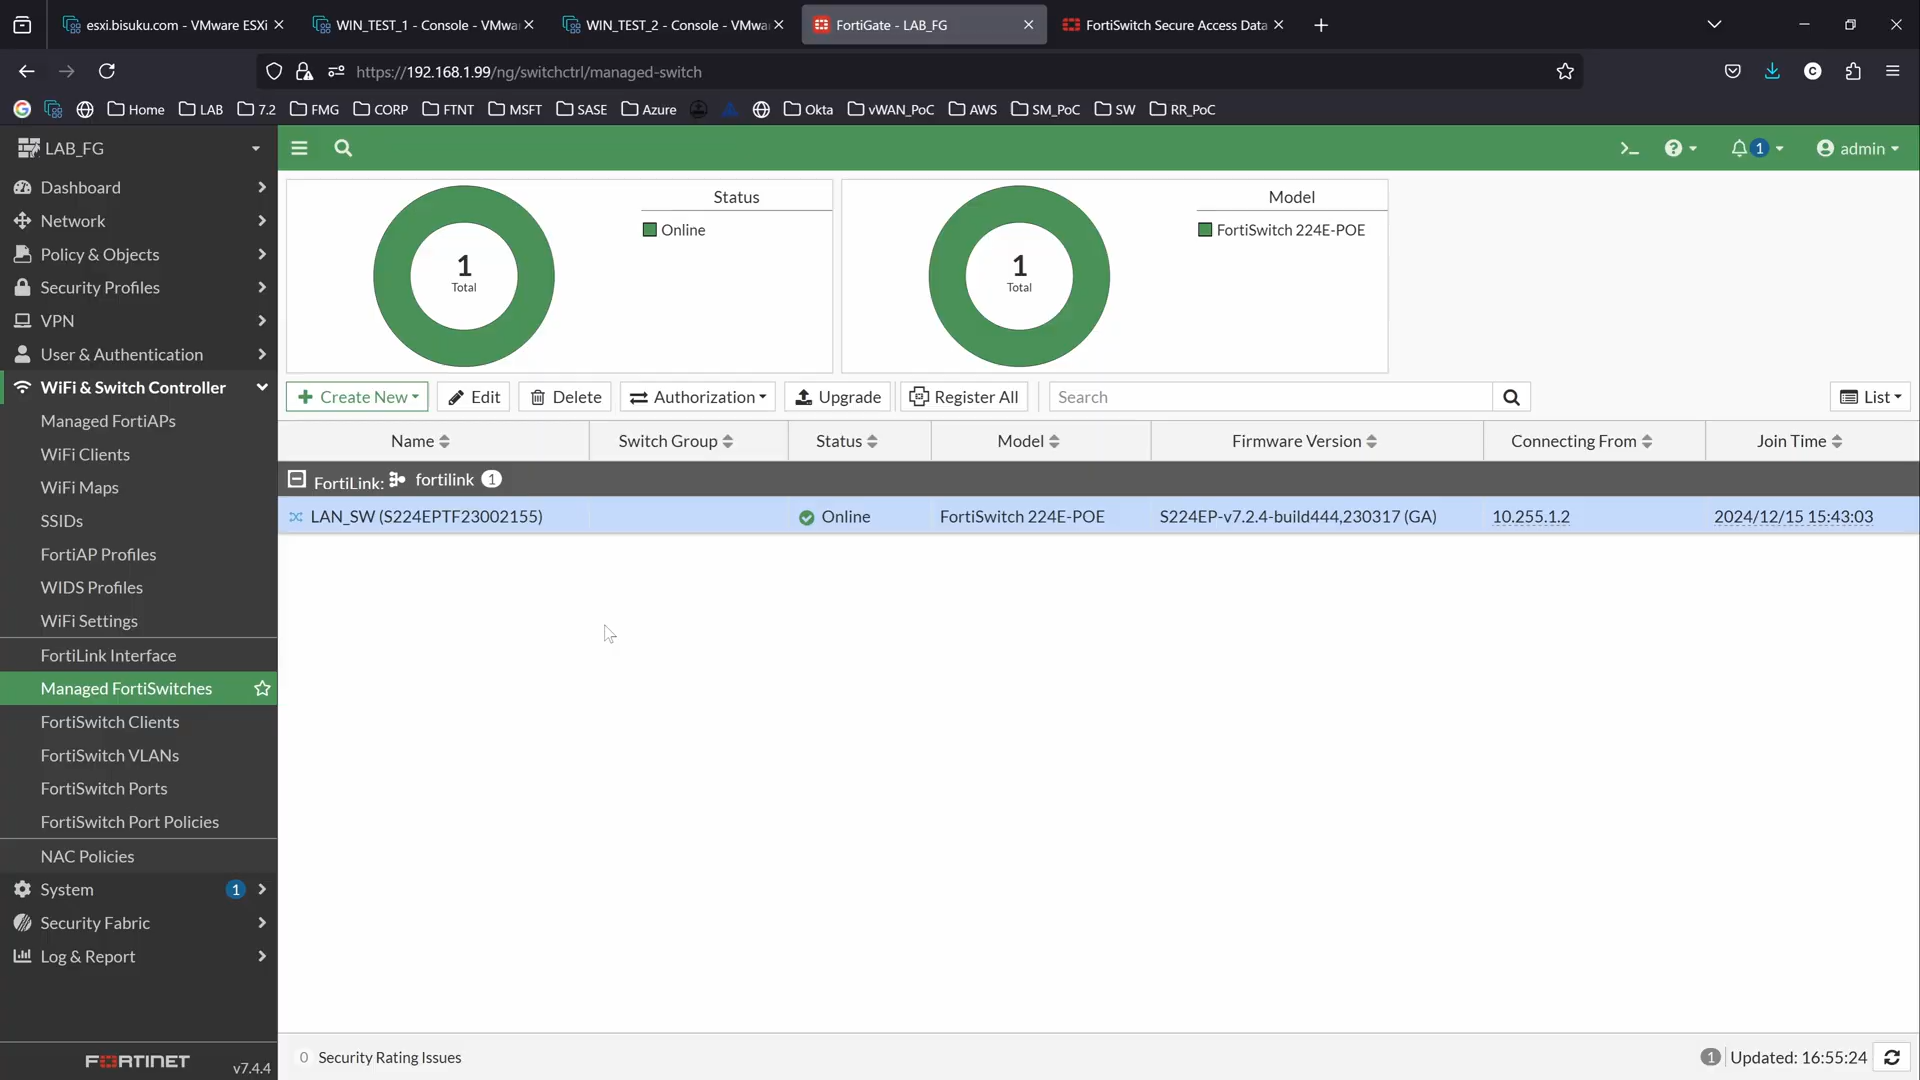 esxi.bisuku.com - VMware ESXi
WIN_TEST_1 - Console - VMwa
WIN_TEST_2 - Console - VMwa
FortiGate - LAB_FG
FortiSwitch Secure Access Data
https://192.168.1.99/ng/switchctrl/managed-switch
Home LAB 7.2 FMG CORP FTNT MSFT SASE Azure Okta vWAN_PoC AWS SM_PoC SW RR_PoC
LAB_FG
1 admin
Dashboard
Network
Policy & Objects
Security Profiles
VPN
User & Authentication
WiFi & Switch Controller
Managed FortiAPs
WiFi Clients
WiFi Maps
SSIDs
FortiAP Profiles
WIDS Profiles
WiFi Settings
FortiLink Interface
Managed FortiSwitches
FortiSwitch Clients
FortiSwitch VLANs
FortiSwitch Ports
FortiSwitch Port Policies
NAC Policies
System 1
Security Fabric
Log & Report
FORTINET v7.4.4
Status
Online
1
Total
Model
FortiSwitch 224E-POE
1
Total
Create New Edit Delete Authorization Upgrade Register All Search List
Name Switch Group Status Model Firmware Version Connecting From Join Time
FortiLink: fortilink 1
LAN_SW (S224EPTF23002155) Online FortiSwitch 224E-POE S224EP-v7.2.4-build444,230317 (GA) 10.255.1.2 2024/12/15 15:43:03
0 Security Rating Issues
1 Updated: 16:55:24